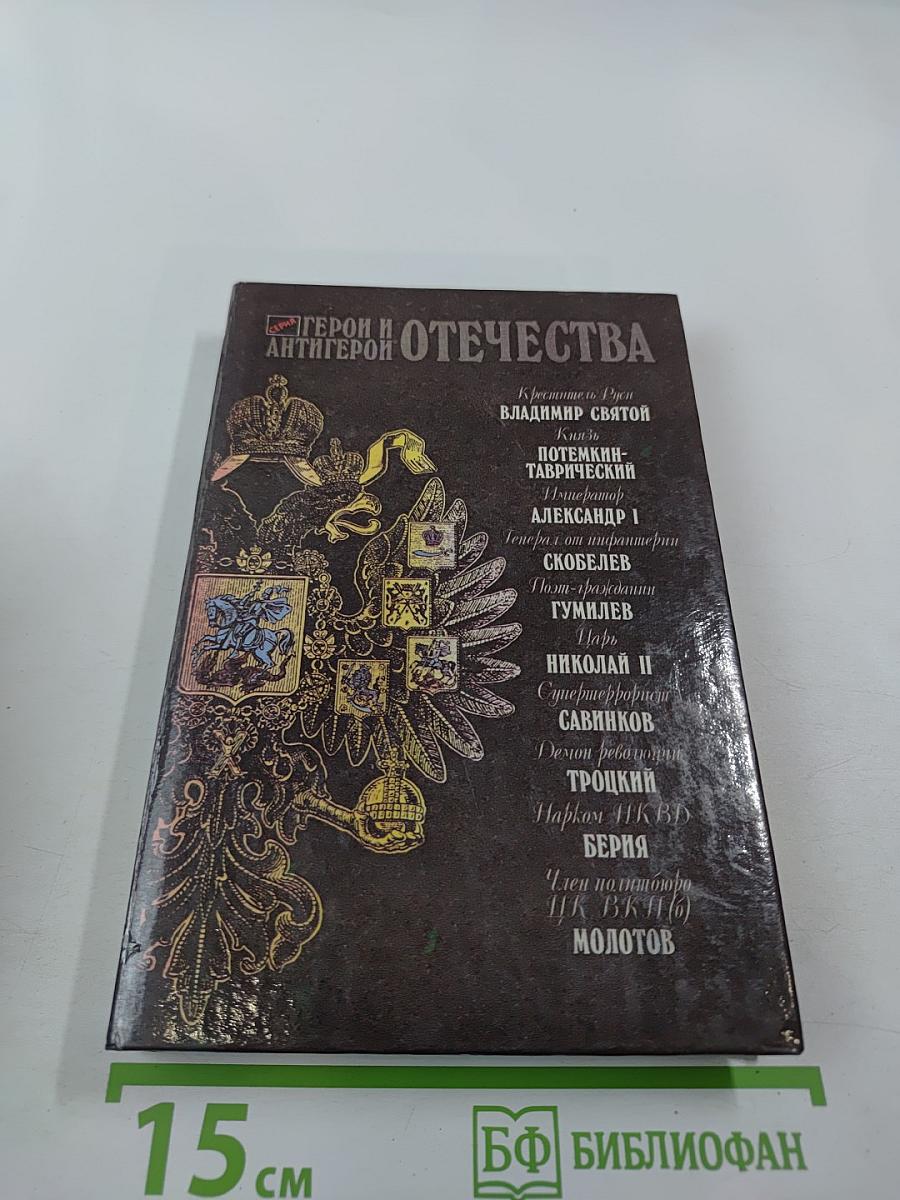 СЕРИЯ
ГЕРОИ И
АНТИГЕРОИ
ОТЕЧЕСТВА
Креститель Руси
ВЛАДИМИР СВЯТОЙ
Князь
ПОТЕМКИН-
ТАВРИЧЕСКИЙ
Император
АЛЕКСАНДР I
Генерал от инфантерии
СКОБЕЛЕВ
Поэт-гражданин
ГУМИЛЕВ
Царь
НИКОЛАЙ II
Супертеррорист
САВИНКОВ
Демон революции
ТРОЦКИЙ
Нарком НКВД
БЕРИЯ
Член политбюро
ЦК ВКП(б)
МОЛОТОВ
15 см
БФ БИБЛИОФАН